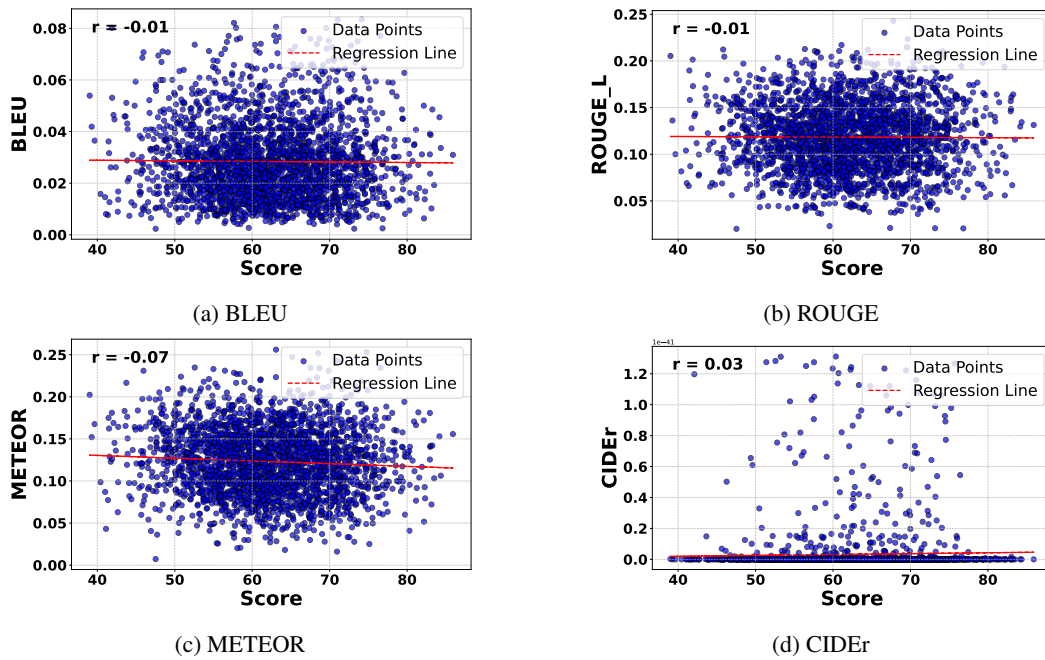 r = -0.01
Data Points
Regression Line
BLEU
0.08
0.06
0.04
0.02
0.00
40 50 60 70 80
Score
(a) BLEU
r = -0.01
Data Points
Regression Line
ROUGE_L
0.25
0.20
0.15
0.10
0.05
40 50 60 70 80
Score
(b) ROUGE
r = -0.07
Data Points
Regression Line
METEOR
0.25
0.20
0.15
0.10
0.05
0.00
40 50 60 70 80
Score
(c) METEOR
1e-41
r = 0.03
Data Points
Regression Line
CIDEr
1.2
1.0
0.8
0.6
0.4
0.2
0.0
40 50 60 70 80
Score
(d) CIDEr